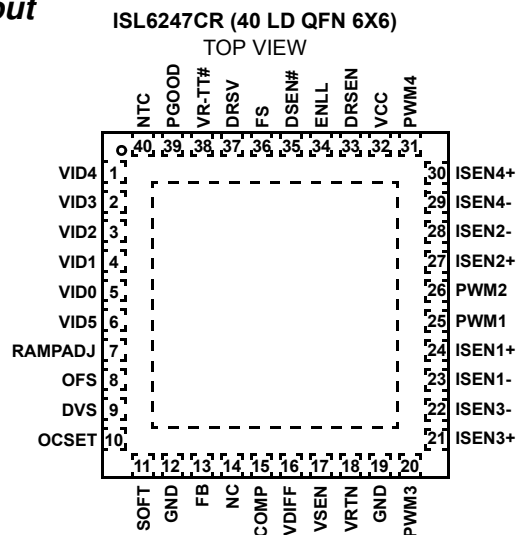 out
ISL6247CR (40 LD QFN 6X6)
TOP VIEW
NTC
PGOOD
VR-TT#
DRSV
FS
DSEN#
ENLL
DRSEN
VCC
PWM4
40 39 38 37 36 35 34 33 32 31
VID4 1
VID3 2
VID2 3
VID1 4
VID0 5
VID5 6
RAMPADJ 7
OFS 8
DVS 9
OCSET 10
30 ISEN4+
29 ISEN4-
28 ISEN2-
27 ISEN2+
26 PWM2
25 PWM1
24 ISEN1+
23 ISEN1-
22 ISEN3-
21 ISEN3+
11 12 13 14 15 16 17 18 19 20
SOFT
GND
FB
NC
COMP
VDIFF
VSEN
VRTN
GND
PWM3